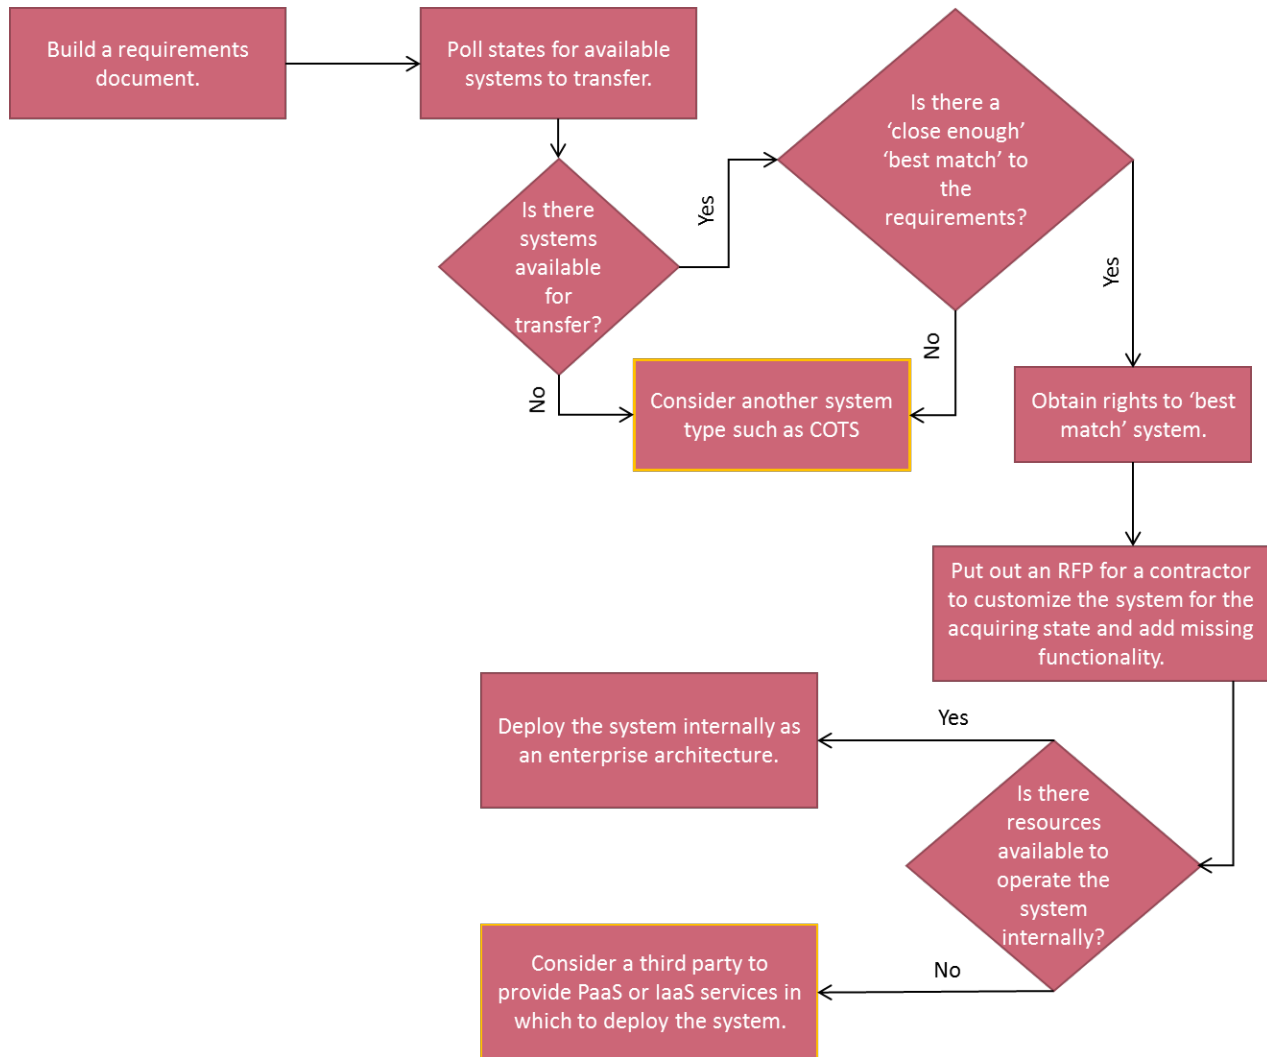 Build a requirements
document.
Poll states for available
systems to transfer.
Is there
systems
available
for
transfer?
Yes
No
Is there a
‘close enough’
‘best match’ to
the
requirements?
Yes
No
Consider another system
type such as COTS
Obtain rights to ‘best
match’ system.
Put out an RFP for a contractor
to customize the system for the
acquiring state and add missing
functionality.
Is there
resources
available to
operate the
system
internally?
Yes
Deploy the system internally as
an enterprise architecture.
No
Consider a third party to
provide PaaS or IaaS services in
which to deploy the system.